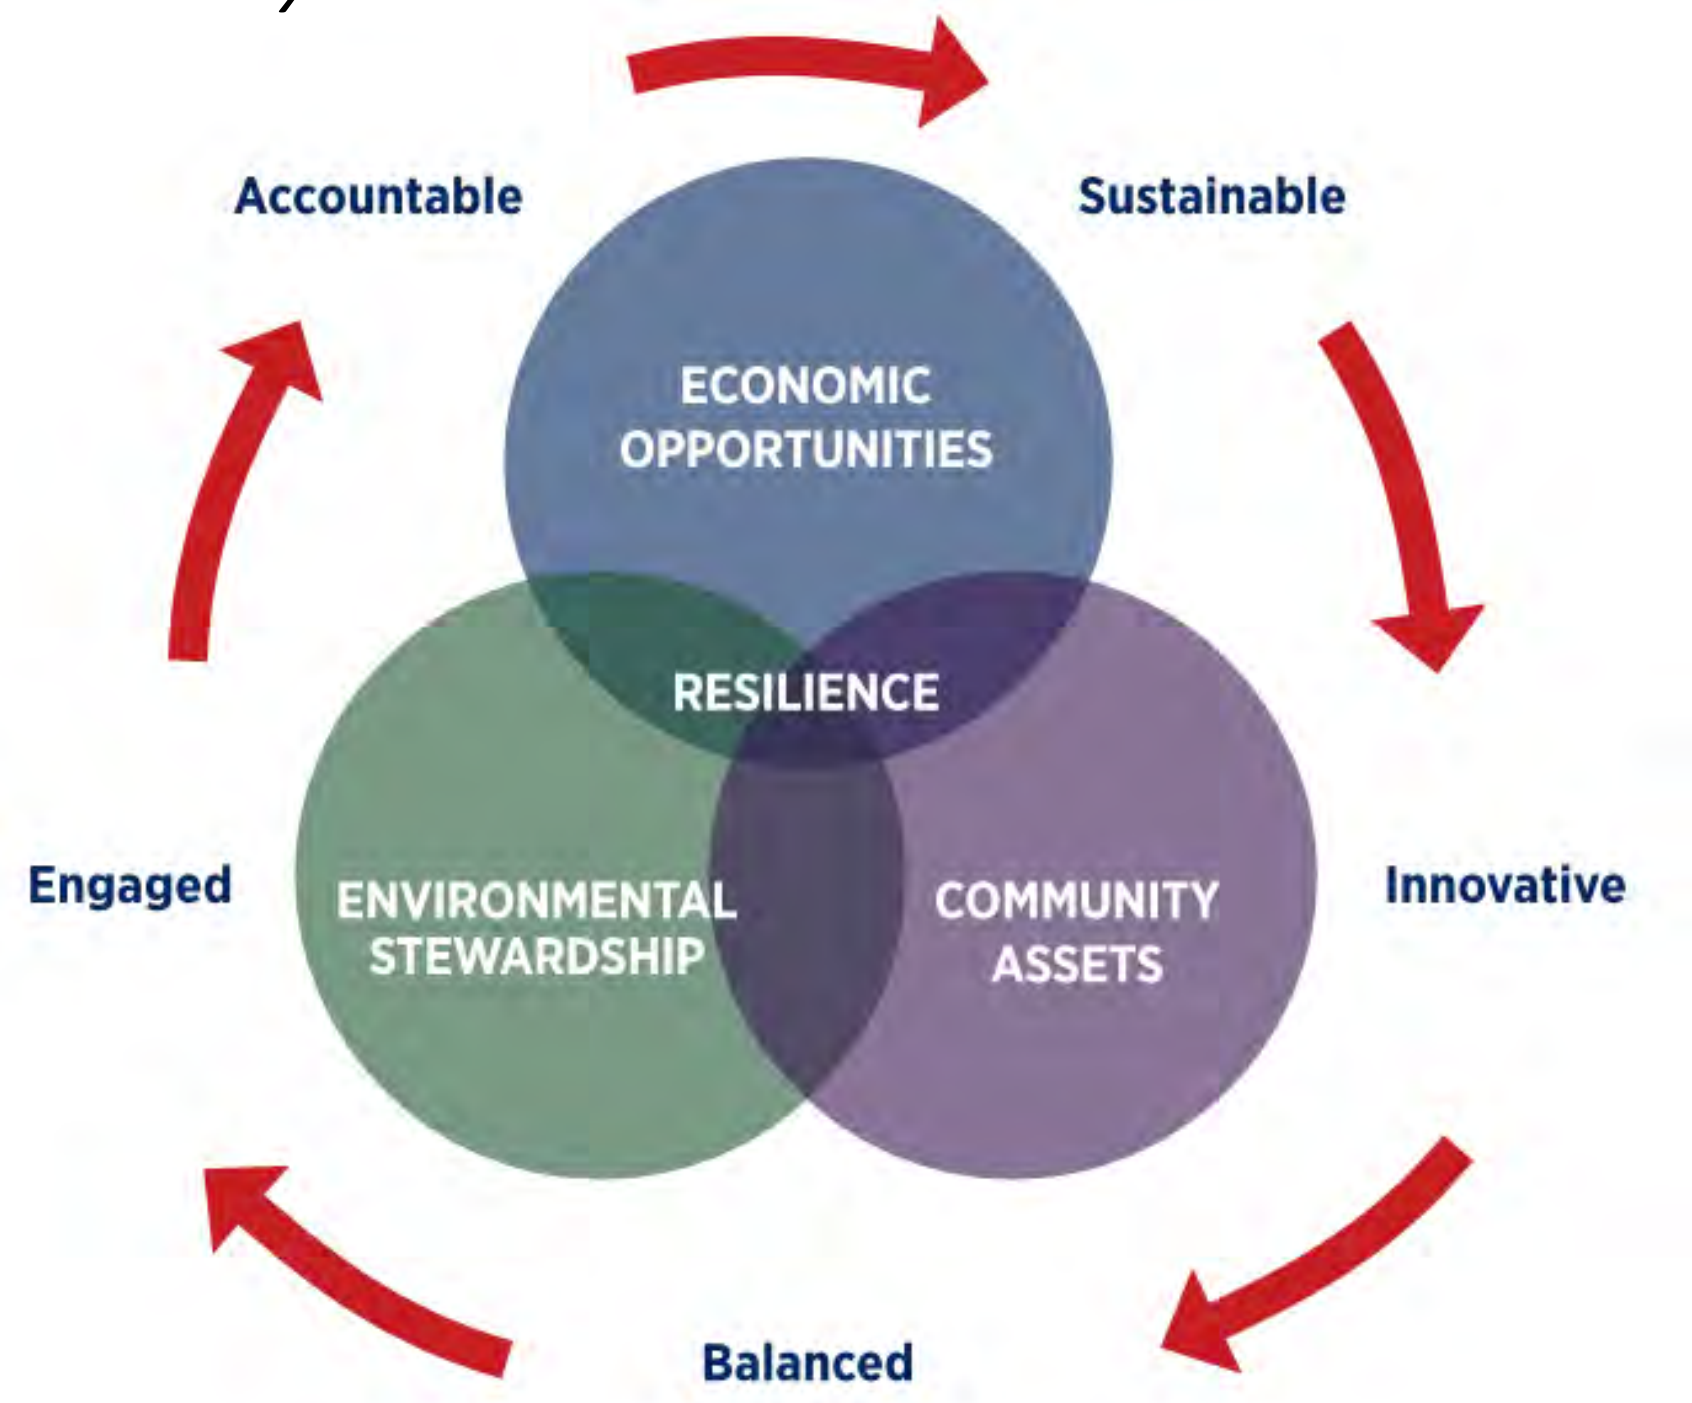 Accountable
Sustainable
ECONOMIC
OPPORTUNITIES
RESILIENCE
Engaged
ENVIRONMENTAL
STEWARDSHIP
COMMUNITY
ASSETS
Innovative
Balanced